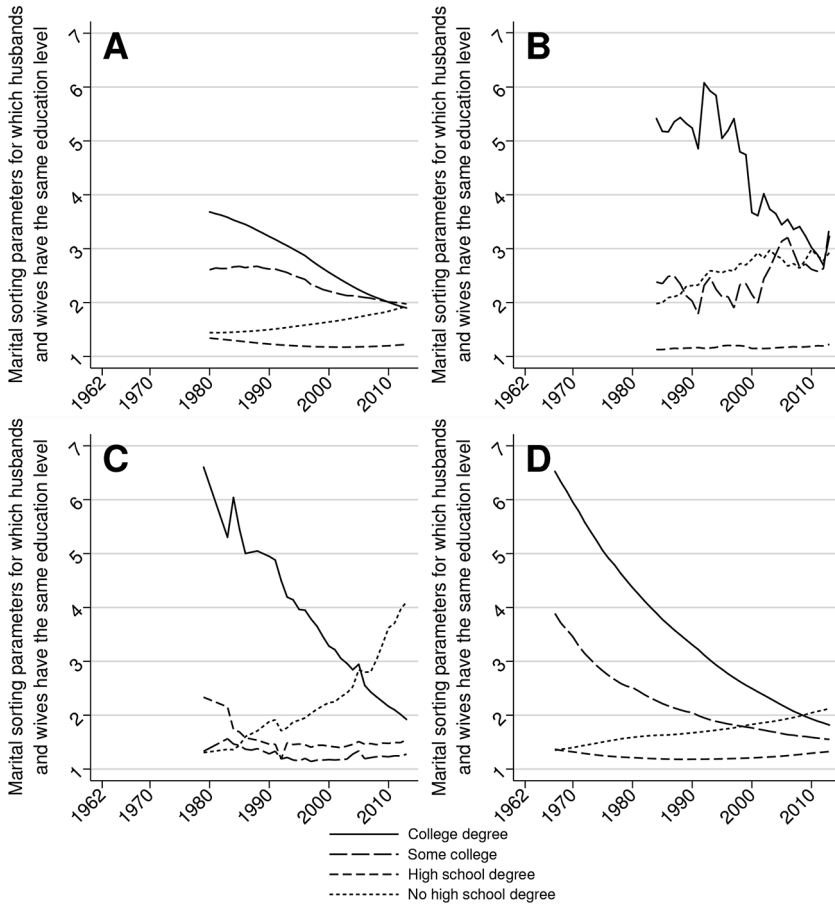 Marital sorting parameters for which husbands
and wives have the same education level
A
7
6
5
4
3
2
1
1962 1970 1980 1990 2000 2010
Marital sorting parameters for which husbands
and wives have the same education level
B
7
6
5
4
3
2
1
1962 1970 1980 1990 2000 2010
Marital sorting parameters for which husbands
and wives have the same education level
C
7
6
5
4
3
2
1
1962 1970 1980 1990 2000 2010
Marital sorting parameters for which husbands
and wives have the same education level
D
7
6
5
4
3
2
1
1962 1970 1980 1990 2000 2010
College degree
Some college
High school degree
No high school degree